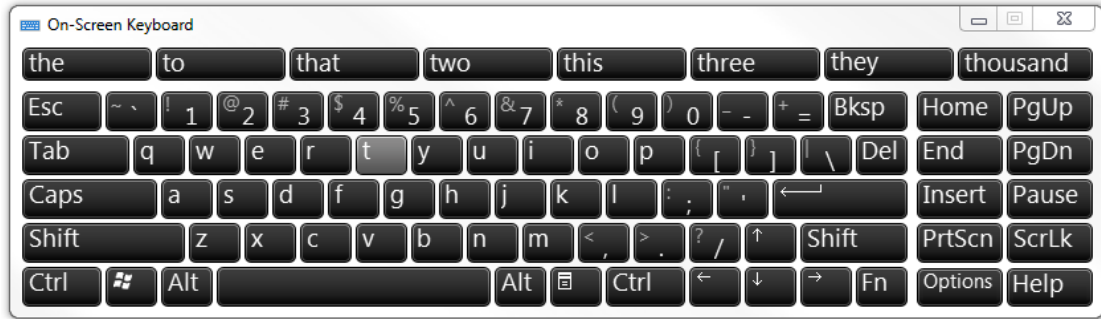 On-Screen Keyboard
the to that two this three they thousand
Esc ~ ` ! 1 @ 2 # 3 $ 4 % 5 ^ 6 & 7 * 8 ( 9 ) 0 _ - + = Bksp Home PgUp
Tab q w e r t y u i o p { [ } ] | \ Del End PgDn
Caps a s d f g h j k l : ; " ' Insert Pause
Shift z x c v b n m < , > . ? / ↑ Shift PrtScn ScrLk
Ctrl Alt Alt Ctrl ← ↓ → Fn Options Help